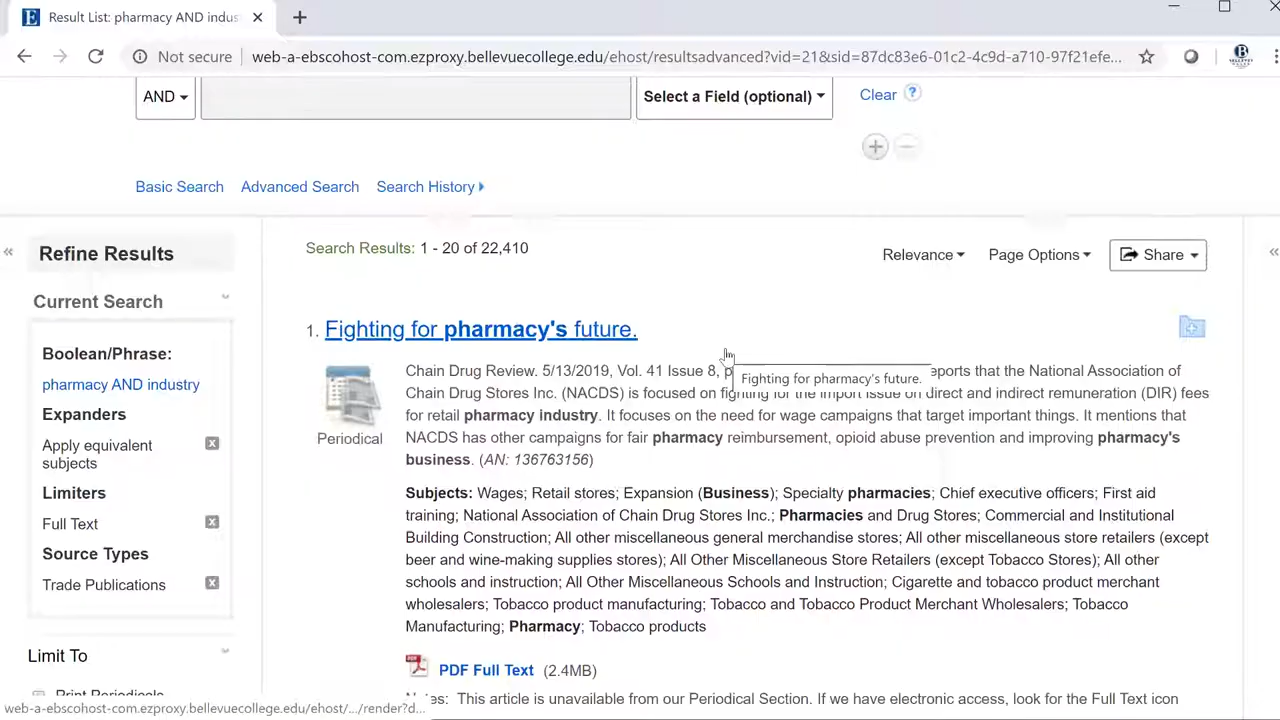 Result List: pharmacy AND indus
Not secure
web-a-ebscohost-com.ezproxy.bellevuecollege.edu/ehost/resultsadvanced?vid=21&sid=87dc83e6-01c2-4c9d-a710-97f21efe...
AND
Select a Field (optional)
Clear
Basic Search
Advanced Search
Search History
Refine Results
Current Search
Boolean/Phrase:
pharmacy AND industry
Expanders
Apply equivalent
subjects
Limiters
Full Text
Source Types
Trade Publications
Limit To
Print Periodicals
Search Results: 1 - 20 of 22,410
Relevance
Page Options
Share
1. Fighting for pharmacy's future.
Periodical
Chain Drug Review. 5/13/2019, Vol. 41 Issue 8, eports that the National Association of
Fighting for pharmacy's future.
Chain Drug Stores Inc. (NACDS) is focused on fighting for the import issue on direct and indirect remuneration (DIR) fees
for retail pharmacy industry. It focuses on the need for wage campaigns that target important things. It mentions that
NACDS has other campaigns for fair pharmacy reimbursement, opioid abuse prevention and improving pharmacy's
business. (AN: 136763156)
Subjects: Wages; Retail stores; Expansion (Business); Specialty pharmacies; Chief executive officers; First aid
training; National Association of Chain Drug Stores Inc.; Pharmacies and Drug Stores; Commercial and Institutional
Building Construction; All other miscellaneous general merchandise stores; All other miscellaneous store retailers (except
beer and wine-making supplies stores); All Other Miscellaneous Store Retailers (except Tobacco Stores); All other
schools and instruction; All Other Miscellaneous Schools and Instruction; Cigarette and tobacco product merchant
wholesalers; Tobacco product manufacturing; Tobacco and Tobacco Product Merchant Wholesalers; Tobacco
Manufacturing; Pharmacy; Tobacco products
PDF Full Text (2.4MB)
es: This article is unavailable from our Periodical Section. If we have electronic access, look for the Full Text icon
web-a-ebscohost-com.ezproxy.bellevuecollege.edu/ehost/.../render?d...